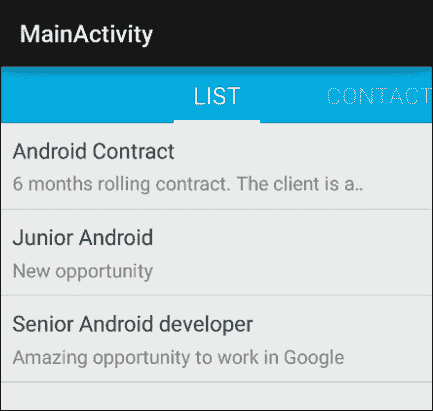 MainActivity
LIST CONTACT
Android Contract
6 months rolling contract. The client is a..
Junior Android
New opportunity
Senior Android developer
Amazing opportunity to work in Google